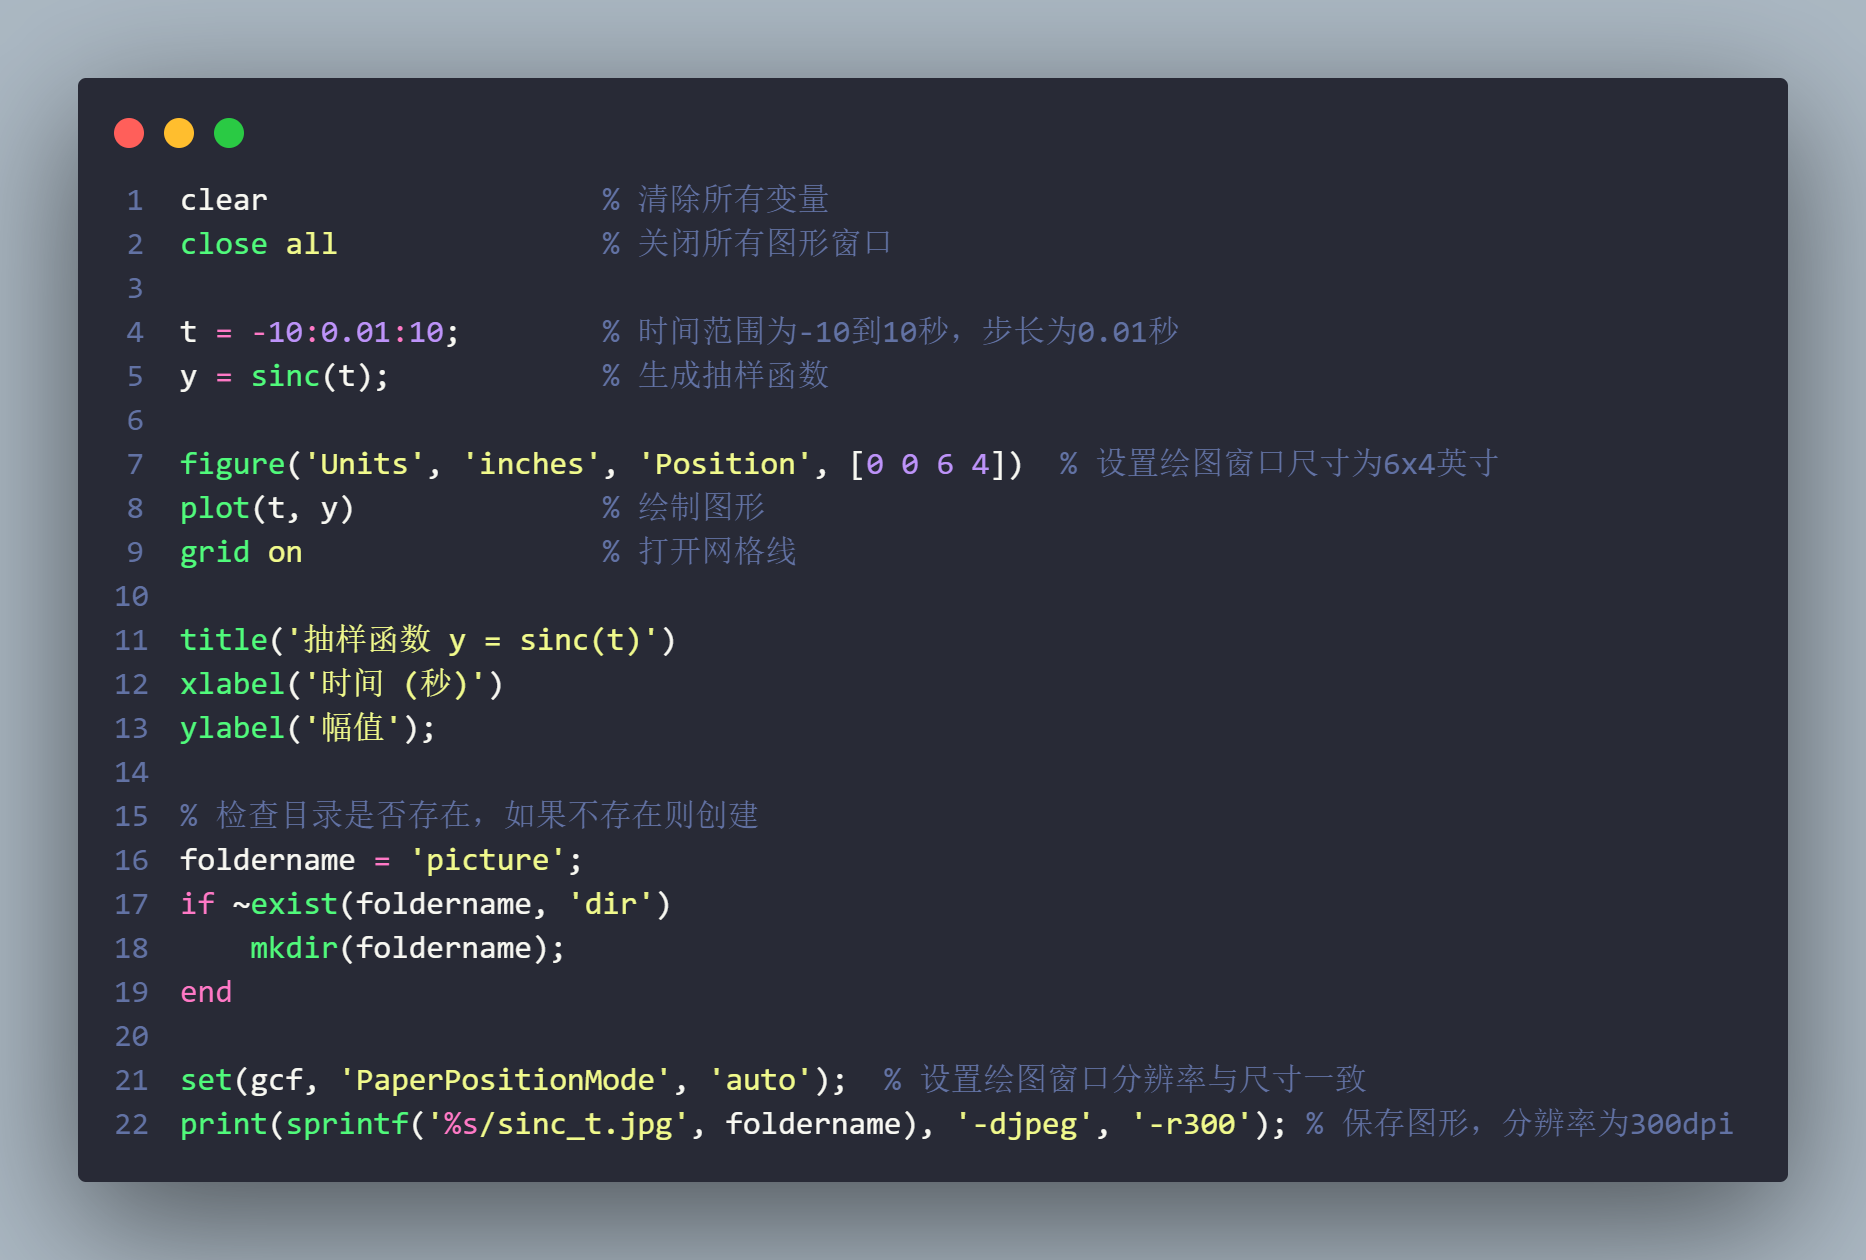 1 clear % 清除所有变量
2 close all % 关闭所有图形窗口
3
4 t = -10:0.01:10; % 时间范围为-10到10秒，步长为0.01秒
5 y = sinc(t); % 生成抽样函数
6
7 figure('Units', 'inches', 'Position', [0 0 6 4]) % 设置绘图窗口尺寸为6x4英寸
8 plot(t, y) % 绘制图形
9 grid on % 打开网格线
10
11 title('抽样函数 y = sinc(t)')
12 xlabel('时间 (秒)')
13 ylabel('幅值');
14
15 % 检查目录是否存在，如果不存在则创建
16 foldername = 'picture';
17 if ~exist(foldername, 'dir')
18     mkdir(foldername);
19 end
20
21 set(gcf, 'PaperPositionMode', 'auto'); % 设置绘图窗口分辨率与尺寸一致
22 print(sprintf('%s/sinc_t.jpg', foldername), '-djpeg', '-r300'); % 保存图形，分辨率为300dpi